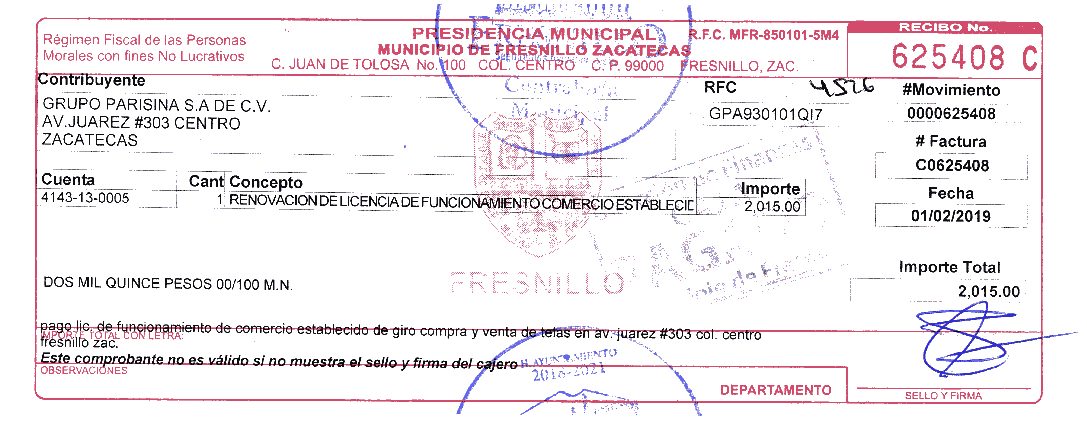 Régimen Fiscal de las Personas
Morales con fines No Lucrativos
PRESIDENCIA MUNICIPAL
MUNICIPIO DE FRESNILLO ZACATECAS
C. JUAN DE TOLOSA No. 100 COL. CENTRO C. P. 99000 FRESNILLO, ZAC.
R.F.C. MFR-850101-5M4
RECIBO No.
625408 C
Contribuyente
GRUPO PARISINA S.A DE C.V.
AV.JUAREZ #303 CENTRO
ZACATECAS
Contraloría
Municipal
RFC
4526
GPA930101QI7
#Movimiento
0000625408
# Factura
C0625408
Fecha
01/02/2019
Cuenta Cant Concepto Importe
4143-13-0005 1 RENOVACION DE LICENCIA DE FUNCIONAMIENTO COMERCIO ESTABLECID 2,015.00
FRESNILLO
Importe Total
2,015.00
DOS MIL QUINCE PESOS 00/100 M.N.
IMPORTE TOTAL CON LETRA:
pago lic. de funcionamiento de comercio establecido de giro compra y venta de telas en av. juarez #303 col. centro
fresnillo zac.
Este comprobante no es válido si no muestra el sello y firma del cajero
H. AYUNTAMIENTO
2018-2021
OBSERVACIONES
DEPARTAMENTO
SELLO Y FIRMA